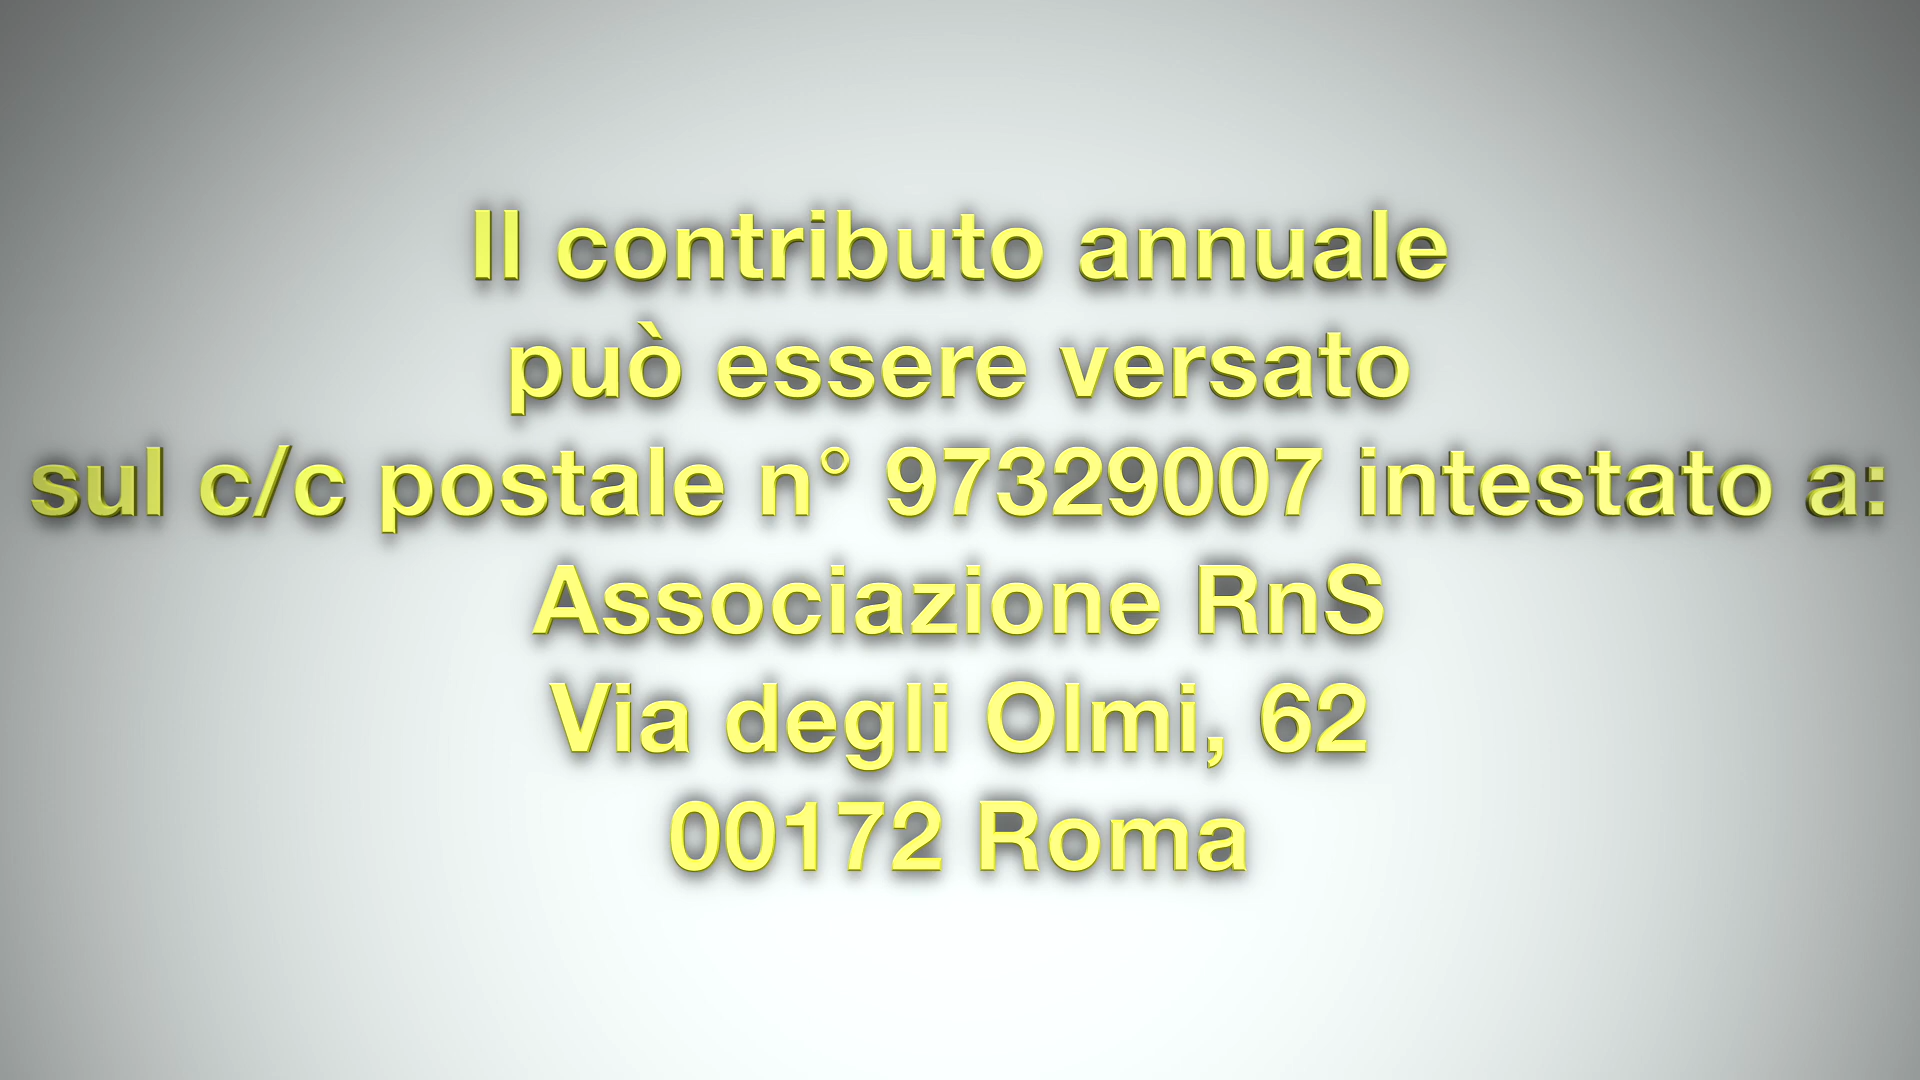 Il contributo annuale
può essere versato
sul c/c postale n° 97329007 intestato a:
Associazione RnS
Via degli Olmi, 62
00172 Roma